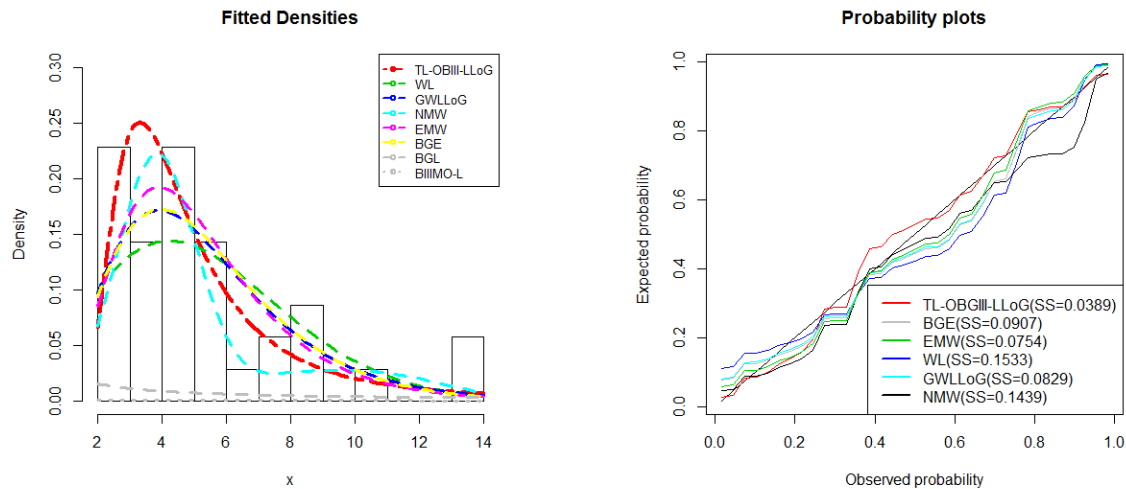 Fitted Densities
0.30
0.25
0.20
0.15
0.10
0.05
0.00
Density
2
4
6
8
10
12
14
x
TL-OBIII-LLoG
WL
GWLLoG
NMW
EMW
BGE
BGL
BIIIMO-L
Probability plots
1.0
0.8
0.6
0.4
0.2
0.0
Expected probability
0.0
0.2
0.4
0.6
0.8
1.0
Observed probability
TL-OBGIII-LLoG(SS=0.0389)
BGE(SS=0.0907)
EMW(SS=0.0754)
WL(SS=0.1533)
GWLLoG(SS=0.0829)
NMW(SS=0.1439)